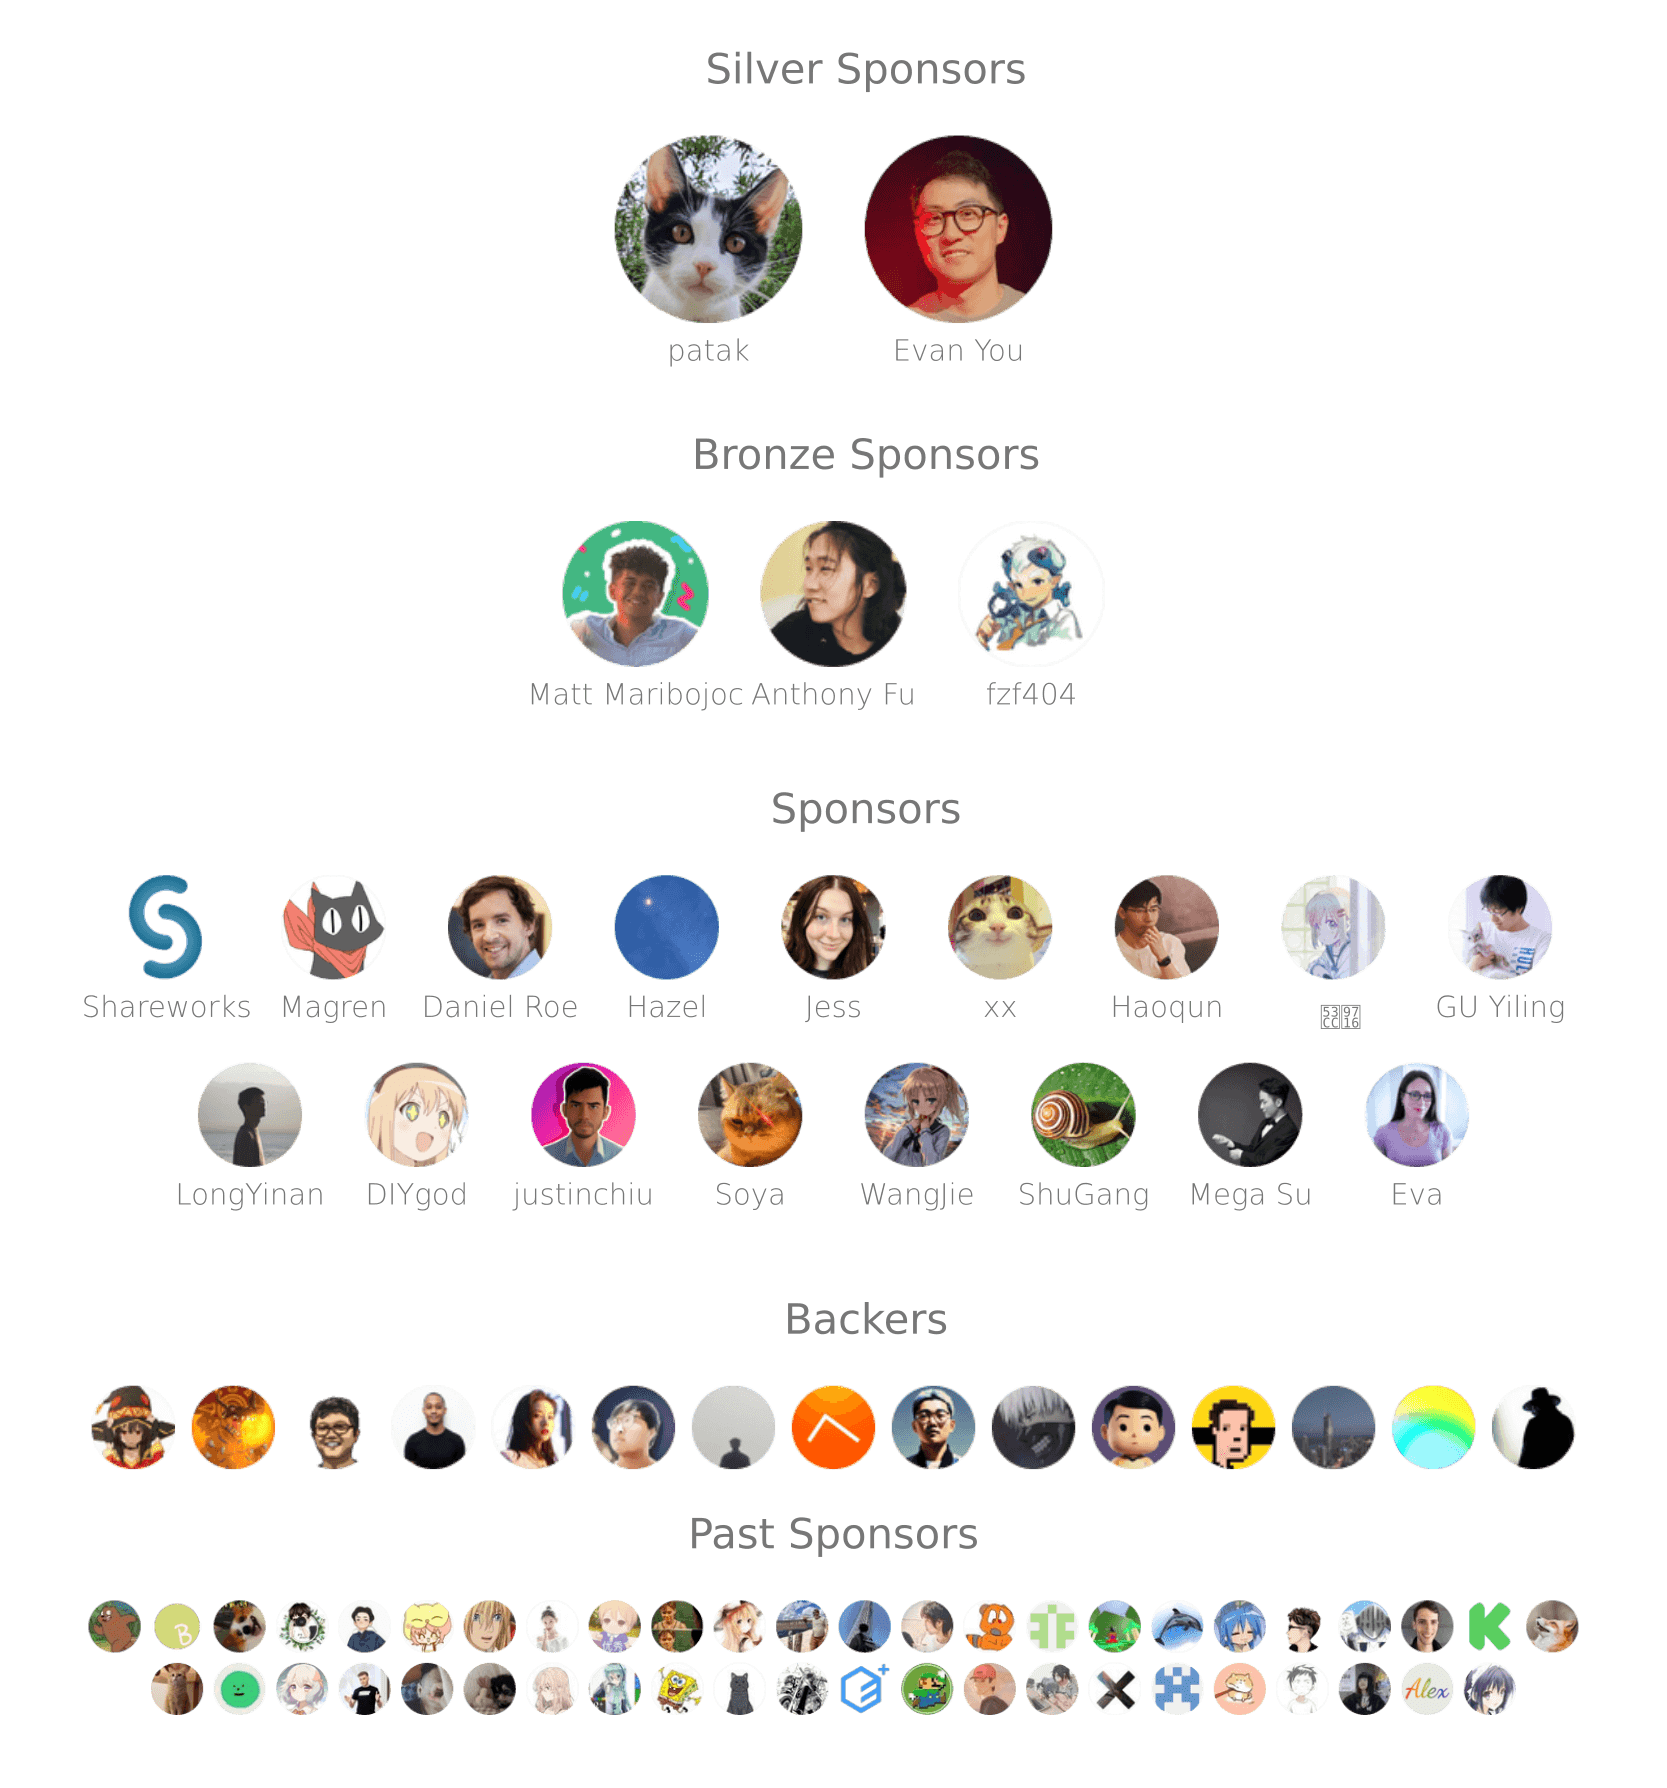 Silver Sponsors
patak Evan You
Bronze Sponsors
Matt Maribojoc Anthony Fu fzf404
Sponsors
Shareworks Magren Daniel Roe Hazel Jess xx Haoqun GU Yiling
LongYinan DIYgod justinchiu Soya WangJie ShuGang Mega Su Eva
Backers
Past Sponsors
B
K
Alex